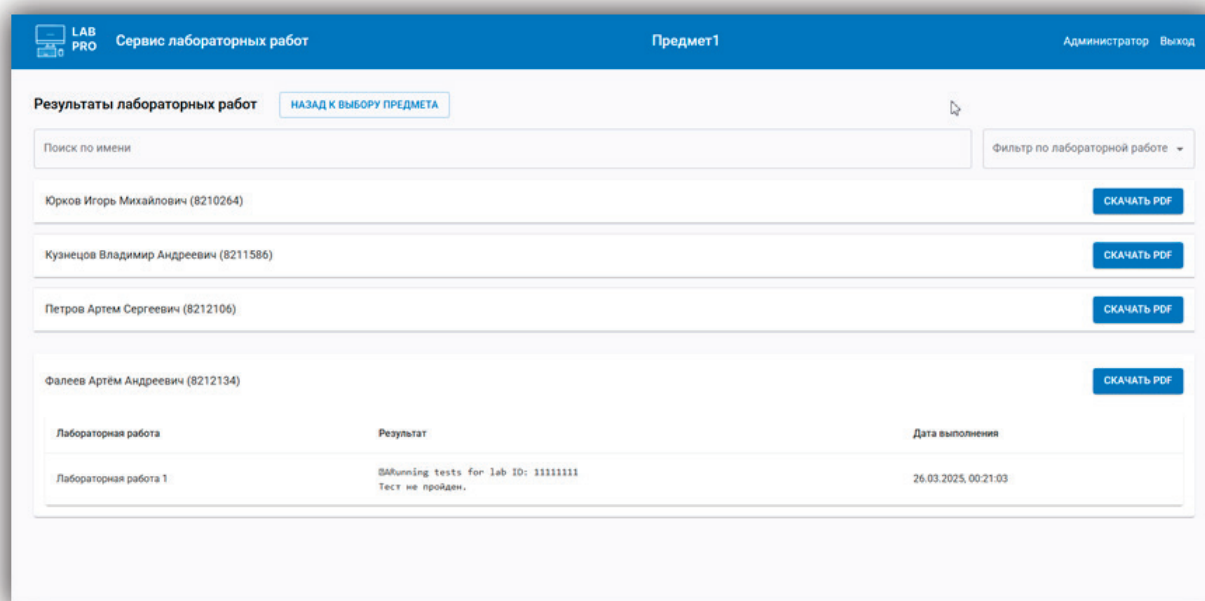 LAB
PRO
Сервис лабораторных работ
Предмет1
Администратор Выход
Результаты лабораторных работ
НАЗАД К ВЫБОРУ ПРЕДМЕТА
Поиск по имени
Фильтр по лабораторной работе
Юрков Игорь Михайлович (8210264)
СКАЧАТЬ PDF
Кузнецов Владимир Андреевич (8211586)
СКАЧАТЬ PDF
Петров Артем Сергеевич (8212106)
СКАЧАТЬ PDF
Фалеев Артём Андреевич (8212134)
СКАЧАТЬ PDF
Лабораторная работа Результат Дата выполнения
Лабораторная работа 1
ARunning tests for lab ID: 11111111
Тест не пройден.
26.03.2025, 00:21:03